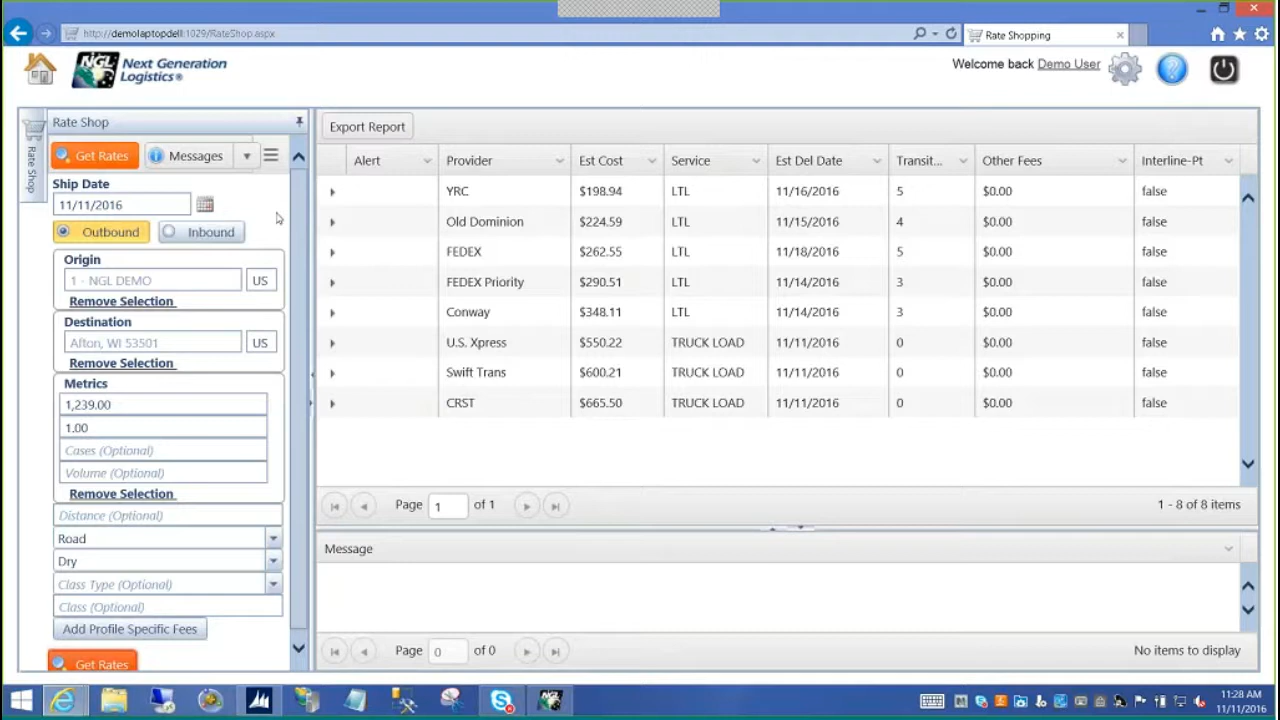 http://demolaptopdell:1029/RateShop.aspx
Rate Shopping
NGL
Next Generation
Logistics®
Welcome back Demo User
Rate Shop
Rate Shop
Get Rates
Messages
Ship Date
11/11/2016
Outbound
Inbound
Origin
1 - NGL DEMO US
Remove Selection
Destination
Afton, WI 53501 US
Remove Selection
Metrics
1,239.00
1.00
Cases (Optional)
Volume (Optional)
Remove Selection
Distance (Optional)
Road
Dry
Class Type (Optional)
Class (Optional)
Add Profile Specific Fees
Get Rates
Export Report
Alert Provider Est Cost Service Est Del Date Transit... Other Fees Interline-Pt
YRC $198.94 LTL 11/16/2016 5 $0.00 false
Old Dominion $224.59 LTL 11/15/2016 4 $0.00 false
FEDEX $262.55 LTL 11/18/2016 5 $0.00 false
FEDEX Priority $290.51 LTL 11/14/2016 3 $0.00 false
Conway $348.11 LTL 11/14/2016 3 $0.00 false
U.S. Xpress $550.22 TRUCK LOAD 11/11/2016 0 $0.00 false
Swift Trans $600.21 TRUCK LOAD 11/11/2016 0 $0.00 false
CRST $665.50 TRUCK LOAD 11/11/2016 0 $0.00 false
Page 1 of 1 1 - 8 of 8 items
Message
Page 0 of 0 No items to display
11:28 AM
11/11/2016